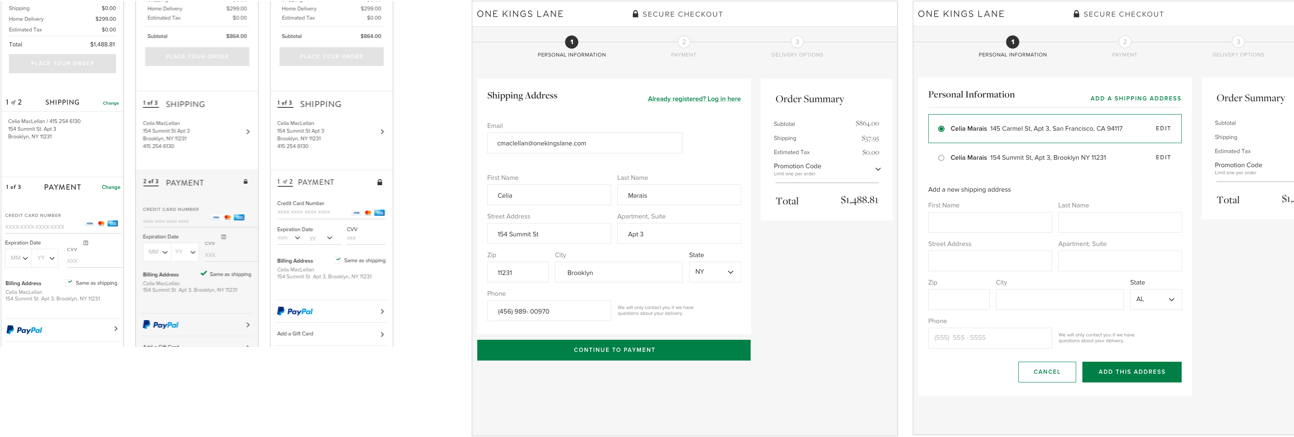 Shipping $0.00
Home Delivery $299.00
Estimated Tax $0.00
Total $1,488.81
PLACE YOUR ORDER
1 of 2 SHIPPING Change
Celia MacLellan / 415 254 6130
154 Summit St Apt 3
Brooklyn, NY 11231
1 of 3 PAYMENT Change
CREDIT CARD NUMBER
XXXX XXXX XXXX XXXX
Expiration Date
MM YY
CVV
XXX
Billing Address Same as shipping
Celia MacLellan
154 Summit St Apt 3, Brooklyn, NY 11231
PayPal
Home Delivery $299.00
Estimated Tax $0.00
Subtotal $864.00
PLACE YOUR ORDER
1 of 3 SHIPPING
Celia MacLellan
154 Summit St Apt 3
Brooklyn, NY 11231
415 254 6130
2 of 3 PAYMENT
CREDIT CARD NUMBER
Expiration Date
MM YY
CVV
XXX
Billing Address Same as shipping
Celia MacLellan
154 Summit St Apt 3, Brooklyn, NY 11231
PayPal
Home Delivery $299.00
Estimated Tax $0.00
Subtotal $864.00
PLACE YOUR ORDER
1 of 3 SHIPPING
Celia MacLellan
154 Summit St Apt 3
Brooklyn, NY 11231
415 254 6130
1 of 2 PAYMENT
Credit Card Number
XXXX XXXX XXXX XXXX
Expiration Date CVV
mm yy xxx
Billing Address Same as shipping
Celia MacLellan
154 Summit St Apt 3, Brooklyn, NY 11231
PayPal
Add a Gift Card
ONE KINGS LANE SECURE CHECKOUT
1 2 3
PERSONAL INFORMATION PAYMENT DELIVERY OPTIONS
Shipping Address Already registered? Log in here
Email
cmaclellan@onekingslane.com
First Name Last Name
Celia Marais
Street Address Apartment, Suite
154 Summit St Apt 3
Zip City State
11231 Brooklyn NY
Phone
(456) 989- 00970
We will only contact you if we have
questions about your delivery.
CONTINUE TO PAYMENT
Order Summary
Subtotal $864.00
Shipping $37.95
Estimated Tax $0.00
Promotion Code
Limit one per order
Total $1,488.81
ONE KINGS LANE SECURE CHECKOUT
1 2 3
PERSONAL INFORMATION PAYMENT DELIVERY OPTIONS
Personal Information ADD A SHIPPING ADDRESS
Celia Marais 145 Carmel St, Apt 3, San Francisco, CA 94117 EDIT
Celia Marais 154 Summit St, Apt 3, Brooklyn NY 11231 EDIT
Add a new shipping address
First Name Last Name
Street Address Apartment, Suite
Zip City State
AL
Phone
(555) 555 - 5555
We will only contact you if we have
questions about your delivery.
CANCEL ADD THIS ADDRESS
Order Summary
Subtotal
Shipping
Estimated Tax
Promotion Code
Limit one per order
Total